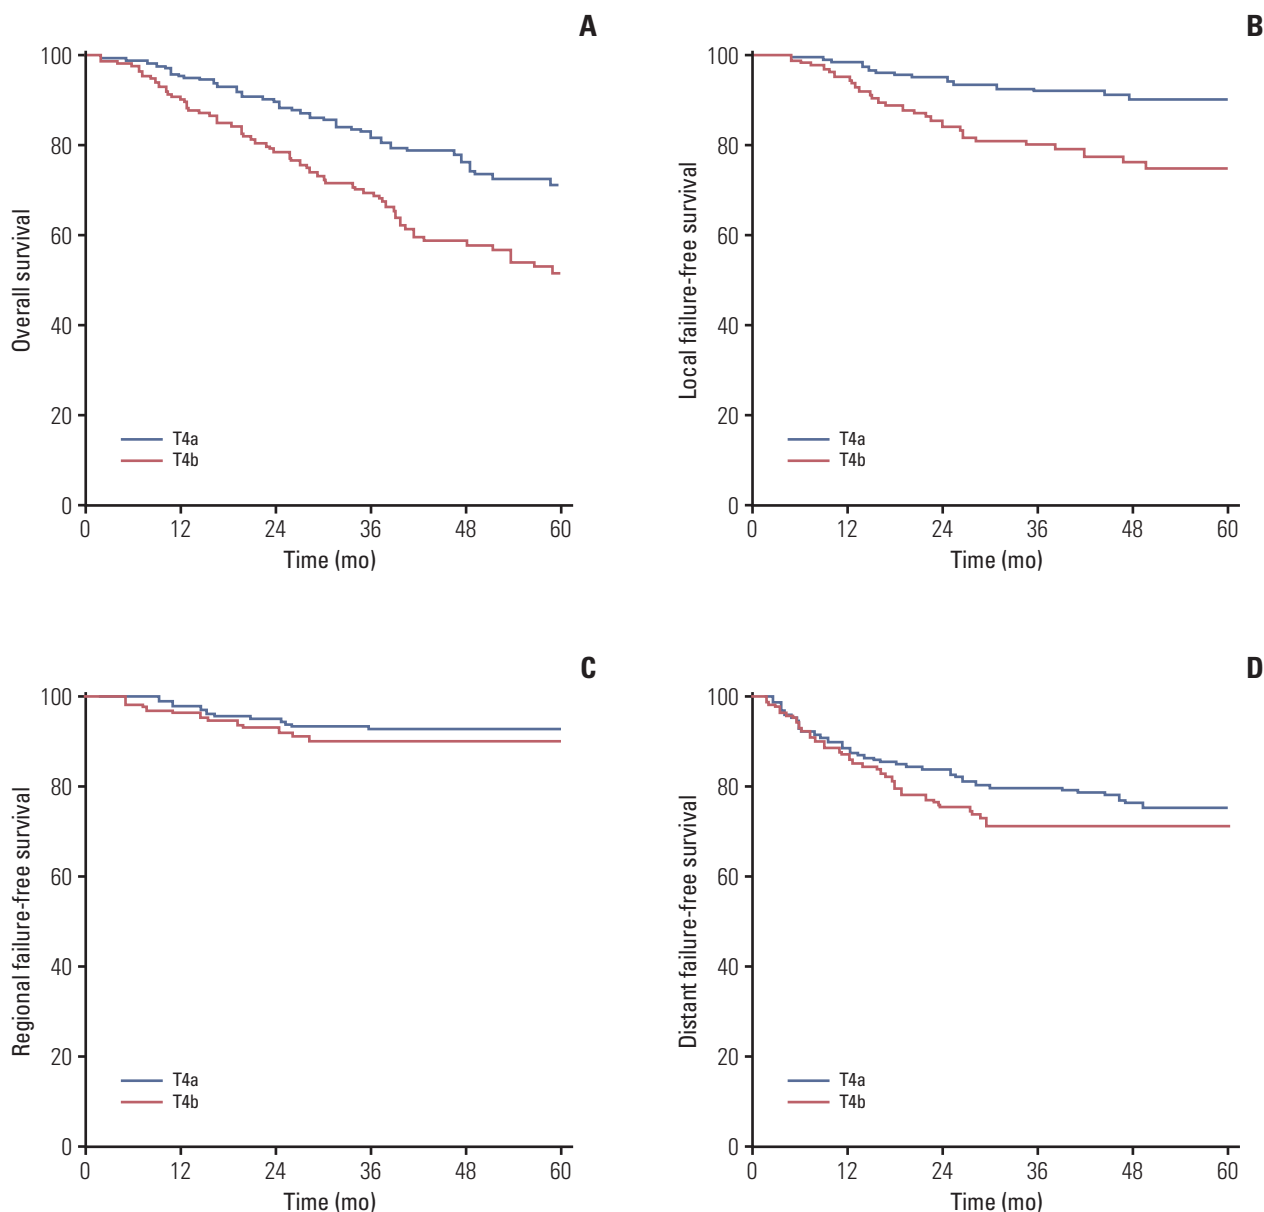 A
100
80
60
40
20
0
Overall survival
T4a
T4b
0 12 24 36 48 60
Time (mo)
B
100
80
60
40
20
0
Local failure-free survival
T4a
T4b
0 12 24 36 48 60
Time (mo)
C
100
80
60
40
20
0
Regional failure-free survival
T4a
T4b
0 12 24 36 48 60
Time (mo)
D
100
80
60
40
20
0
Distant failure-free survival
T4a
T4b
0 12 24 36 48 60
Time (mo)